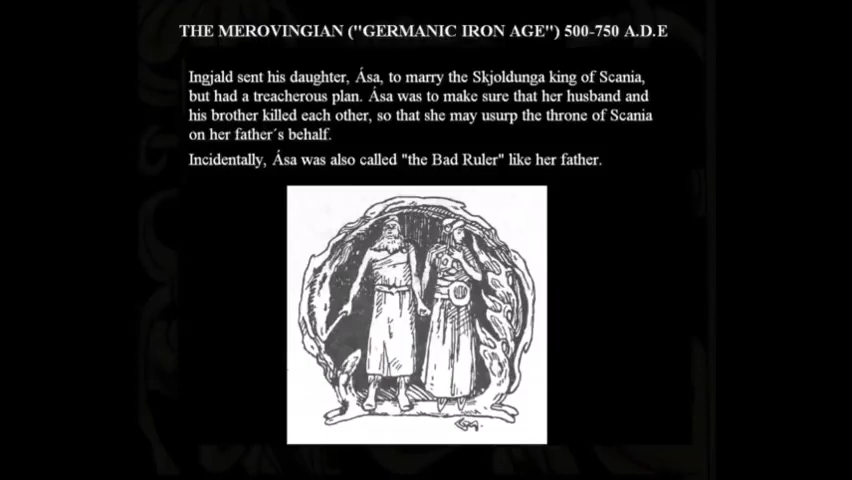 THE MEROVINGIAN ("GERMANIC IRON AGE") 500-750 A.D.E
Ingjald sent his daughter, Ása, to marry the Skjoldunga king of Scania,
but had a treacherous plan. Ása was to make sure that her husband and
his brother killed each other, so that she may usurp the throne of Scania
on her father´s behalf.
Incidentally, Ása was also called "the Bad Ruler" like her father.